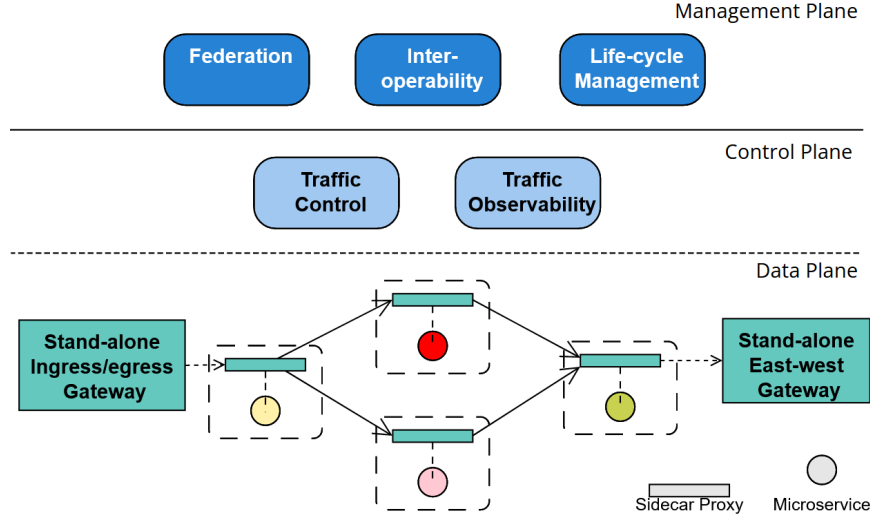 Management Plane
Federation
Inter-
operability
Life-cycle
Management
Control Plane
Traffic
Control
Traffic
Observability
Data Plane
Stand-alone
Ingress/egress
Gateway
Stand-alone
East-west
Gateway
Sidecar Proxy
Microservice